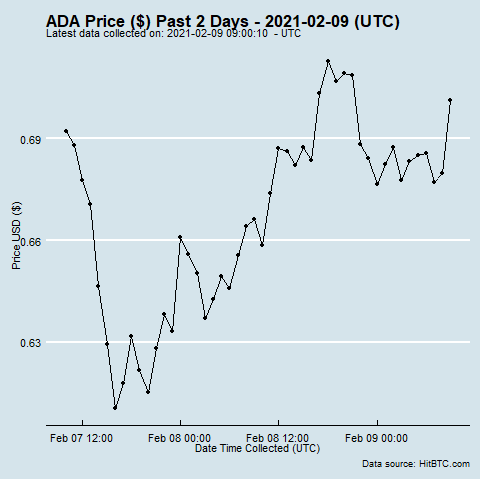 ADA Price ($) Past 2 Days - 2021-02-09 (UTC)
Latest data collected on: 2021-02-09 09:00:10 - UTC
0.69
0.66
Price USD ($)
0.63
Feb 07 12:00 Feb 08 00:00 Feb 08 12:00 Feb 09 00:00
Date Time Collected (UTC)
Data source: HitBTC.com